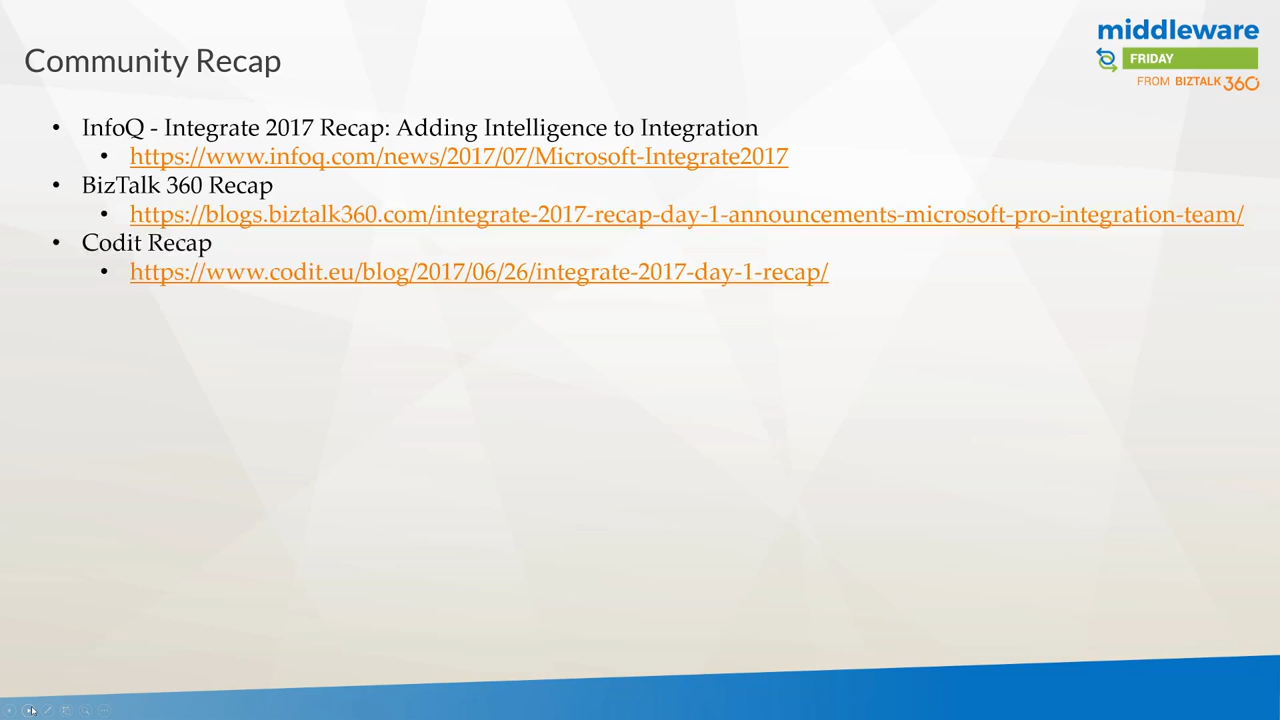 Community Recap
middleware
FRIDAY
FROM BIZTALK360
• InfoQ - Integrate 2017 Recap: Adding Intelligence to Integration
• https://www.infoq.com/news/2017/07/Microsoft-Integrate2017
• BizTalk 360 Recap
• https://blogs.biztalk360.com/integrate-2017-recap-day-1-announcements-microsoft-pro-integration-team/
• Codit Recap
• https://www.codit.eu/blog/2017/06/26/integrate-2017-day-1-recap/